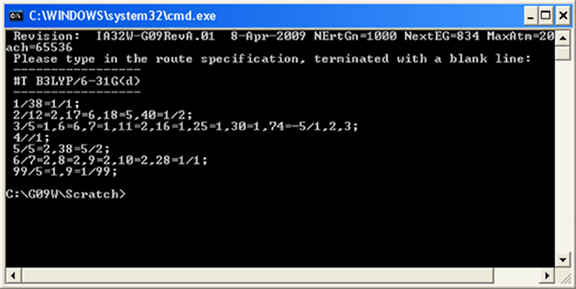 C:\WINDOWS\system32\cmd.exe
Revision:  IA32W-G09RevA.01  8-Apr-2009 NErtGn=1000 NextEG=834 MaxAtm=20
ach=65536
Please type in the route specification, terminated with a blank line:
-----------------
#T B3LYP/6-31G(d)
-----------------
1/38=1/1;
2/12=2,17=6,18=5,40=1/2;
3/5=1,6=6,7=1,11=2,16=1,25=1,30=1,74=-5/1,2,3;
4//1;
5/5=2,38=5/2;
6/7=2,8=2,9=2,10=2,28=1/1;
99/5=1,9=1/99;
C:\G09W\Scratch>